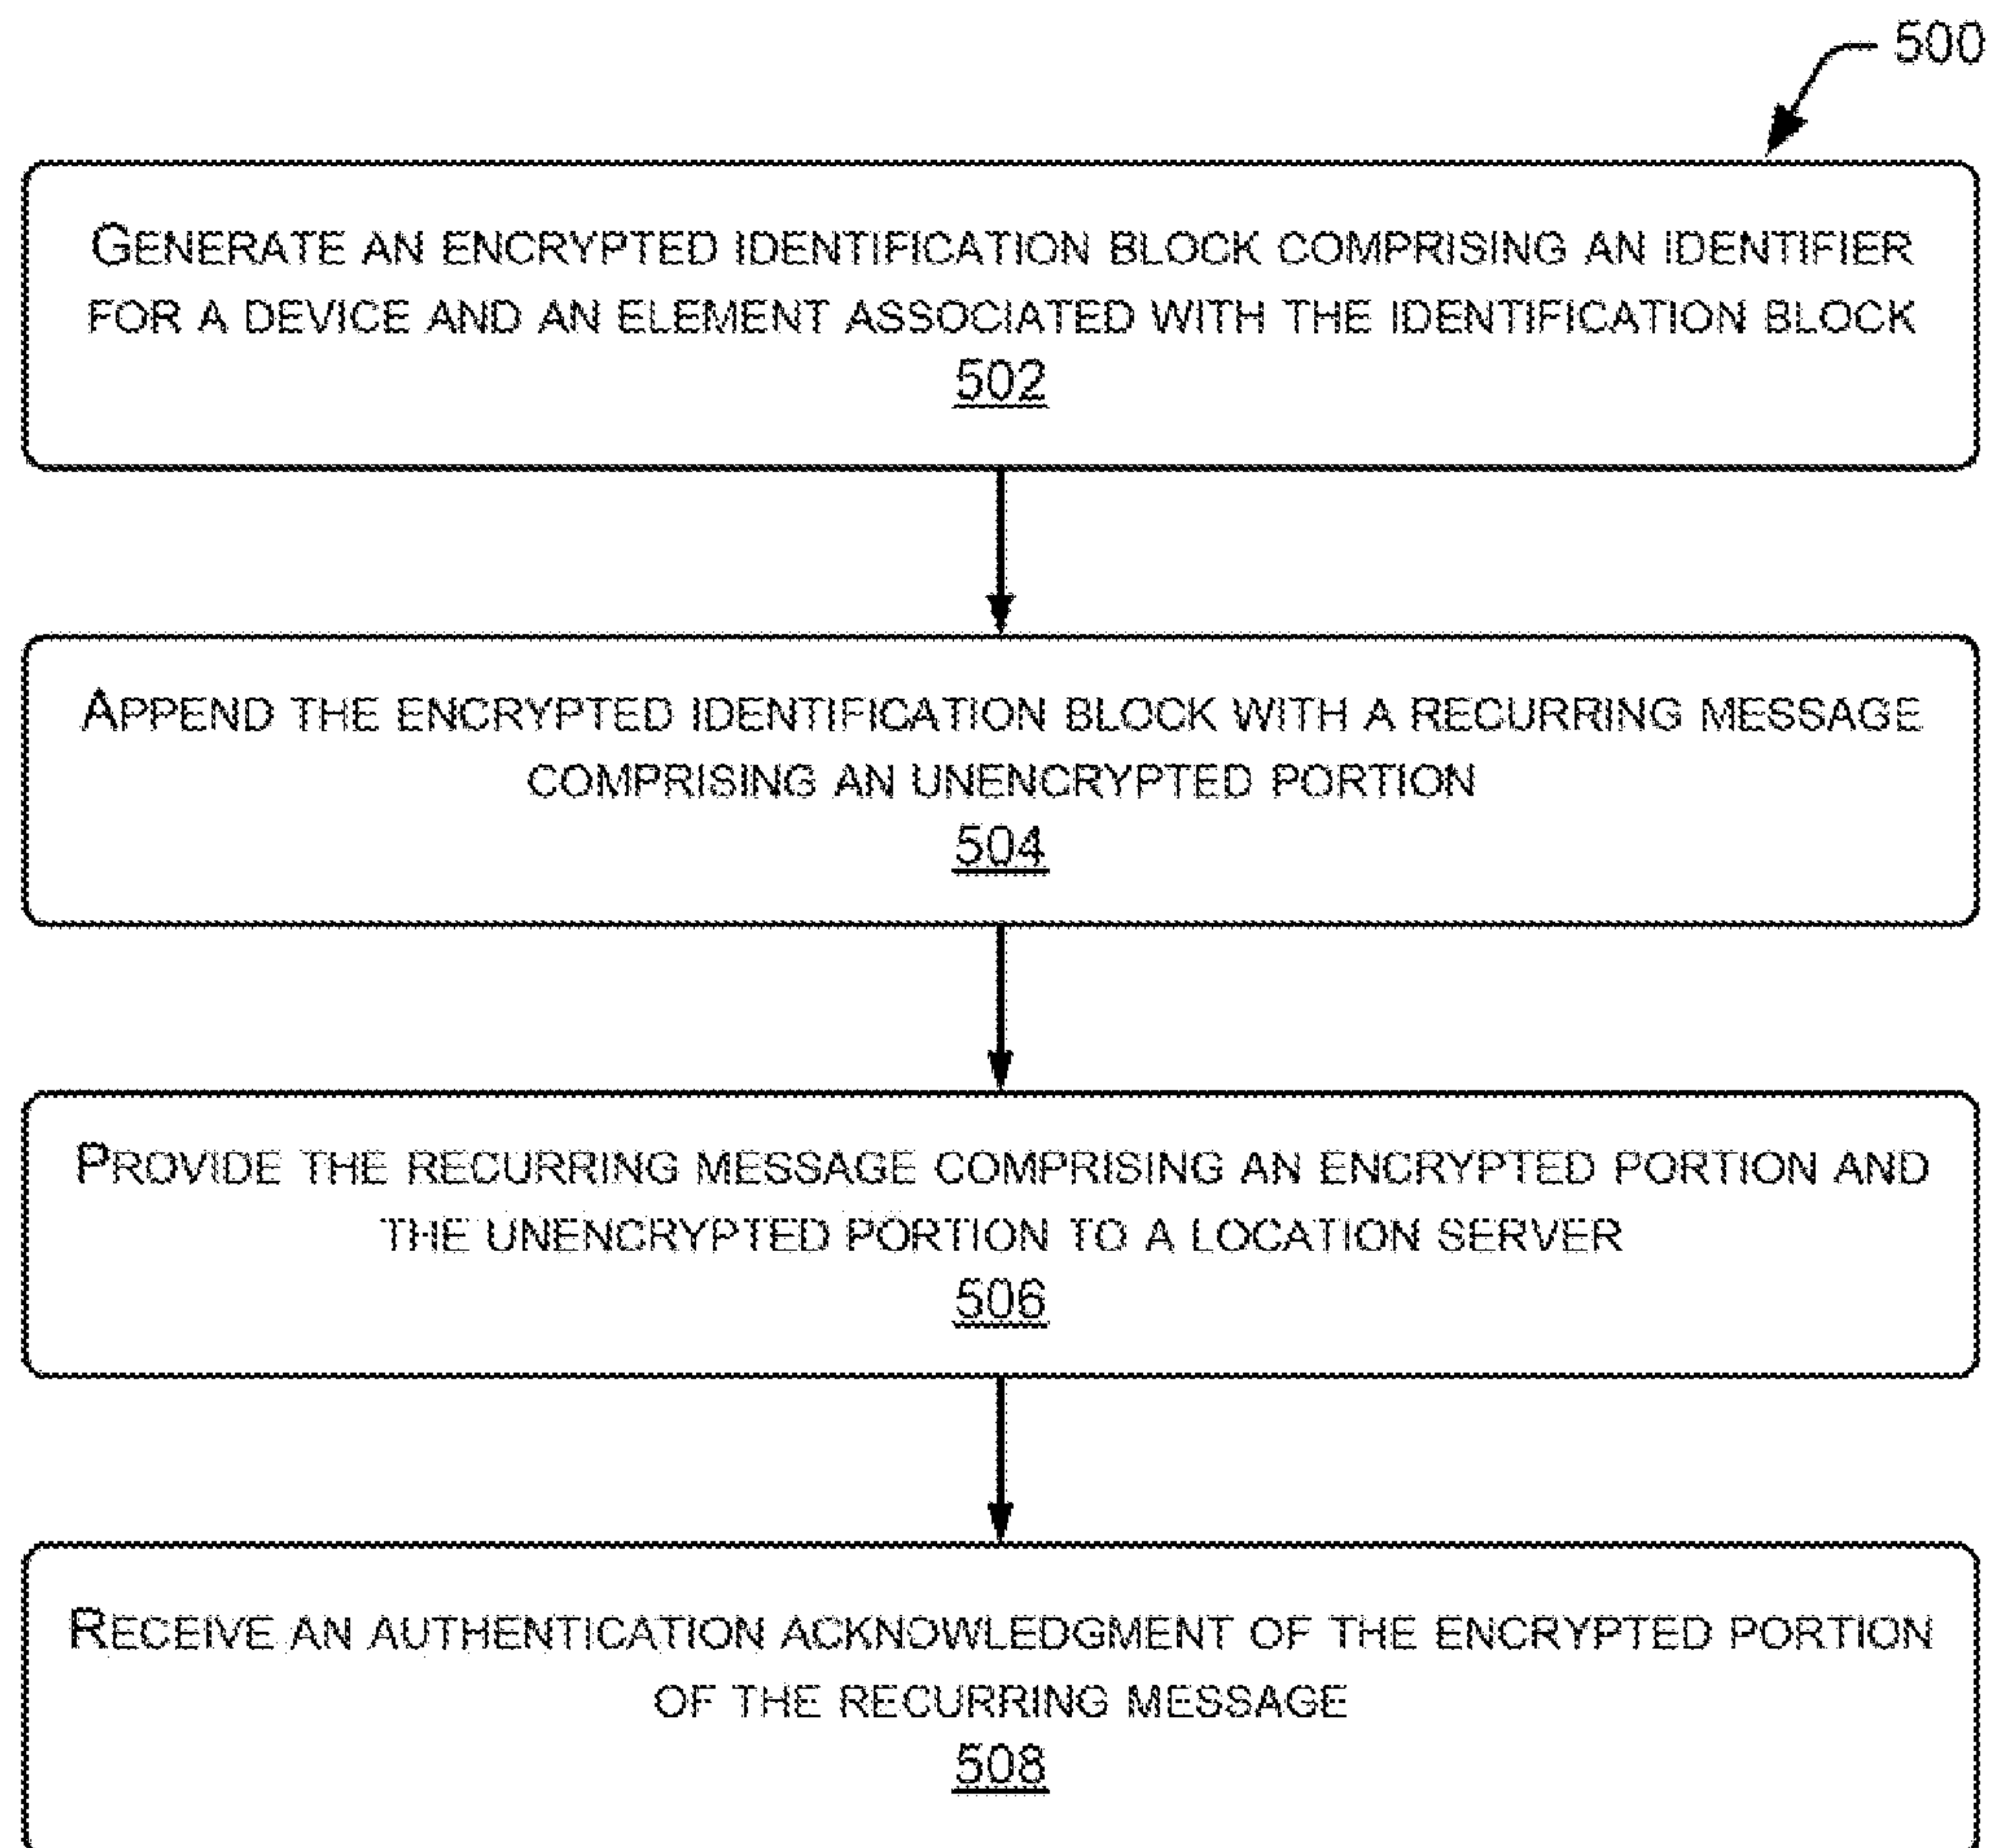 500
GENERATE AN ENCRYPTED IDENTIFICATION BLOCK COMPRISING AN IDENTIFIER
FOR A DEVICE AND AN ELEMENT ASSOCIATED WITH THE IDENTIFICATION BLOCK
502
APPEND THE ENCRYPTED IDENTIFICATION BLOCK WITH A RECURRING MESSAGE
COMPRISING AN UNENCRYPTED PORTION
504
PROVIDE THE RECURRING MESSAGE COMPRISING AN ENCRYPTED PORTION AND
THE UNENCRYPTED PORTION TO A LOCATION SERVER
506
RECEIVE AN AUTHENTICATION ACKNOWLEDGMENT OF THE ENCRYPTED PORTION
OF THE RECURRING MESSAGE
508